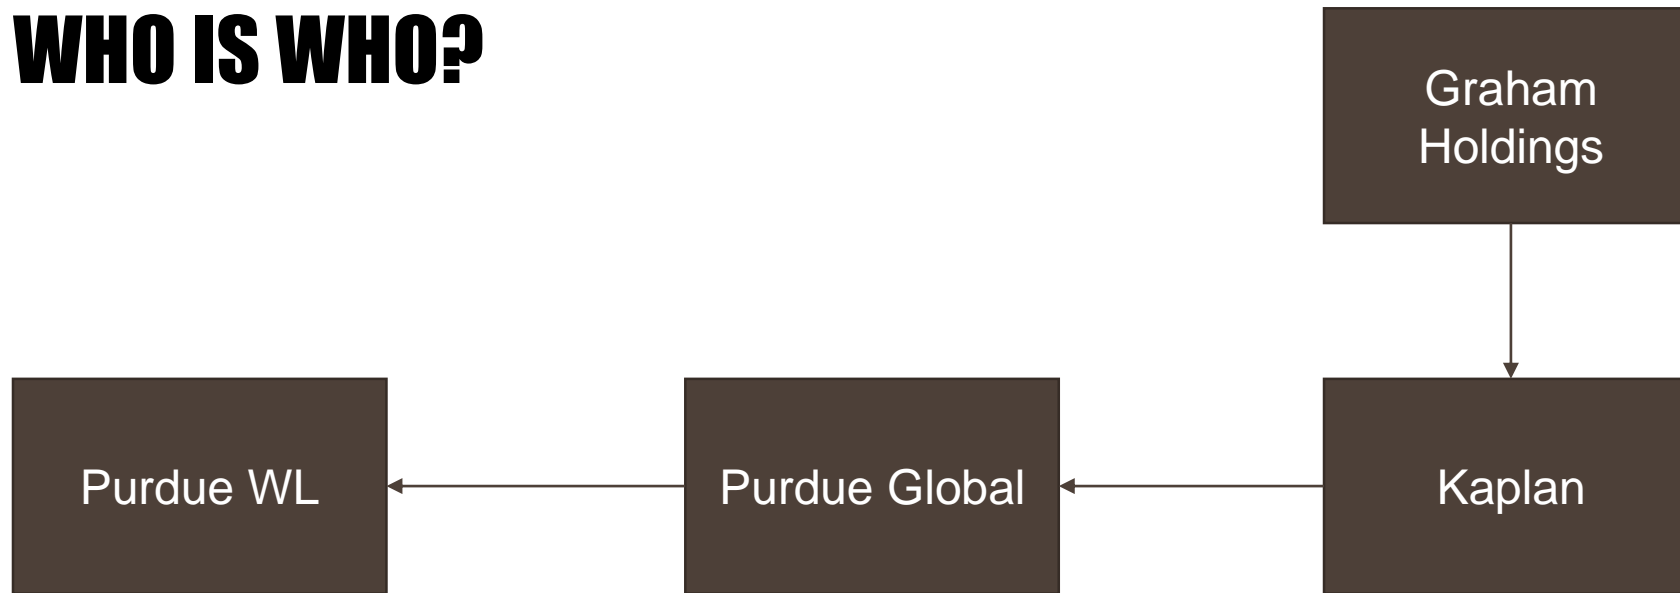 WHO IS WHO?
Graham
Holdings
Purdue WL
Purdue Global
Kaplan